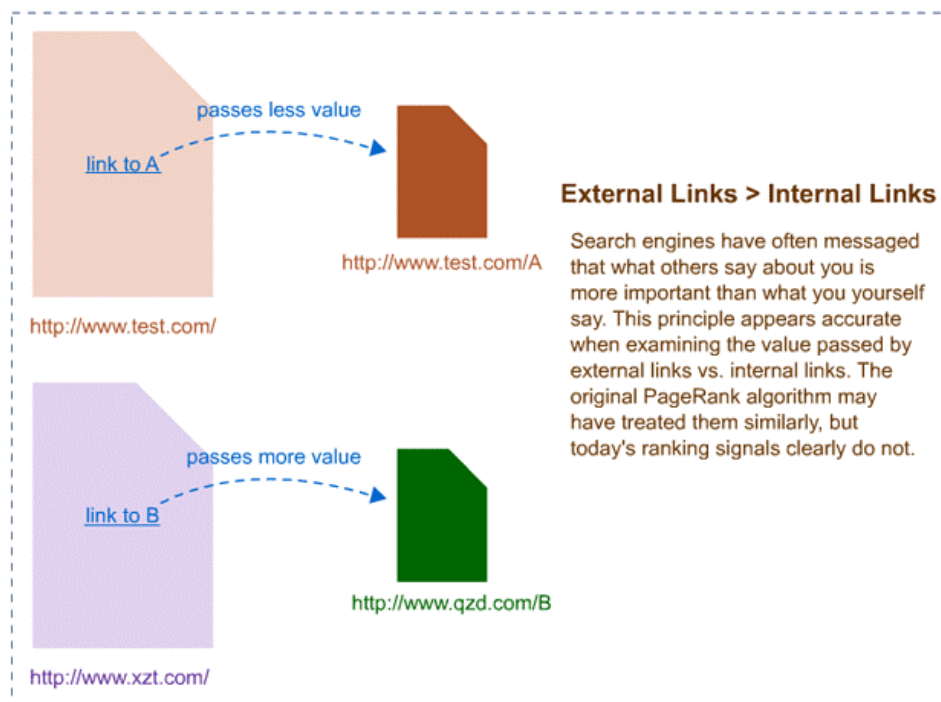 passes less value
link to A
http://www.test.com/A
http://www.test.com/
External Links > Internal Links
Search engines have often messaged
that what others say about you is
more important than what you yourself
say. This principle appears accurate
when examining the value passed by
external links vs. internal links. The
original PageRank algorithm may
have treated them similarly, but
today's ranking signals clearly do not.
passes more value
link to B
http://www.qzd.com/B
http://www.xzt.com/